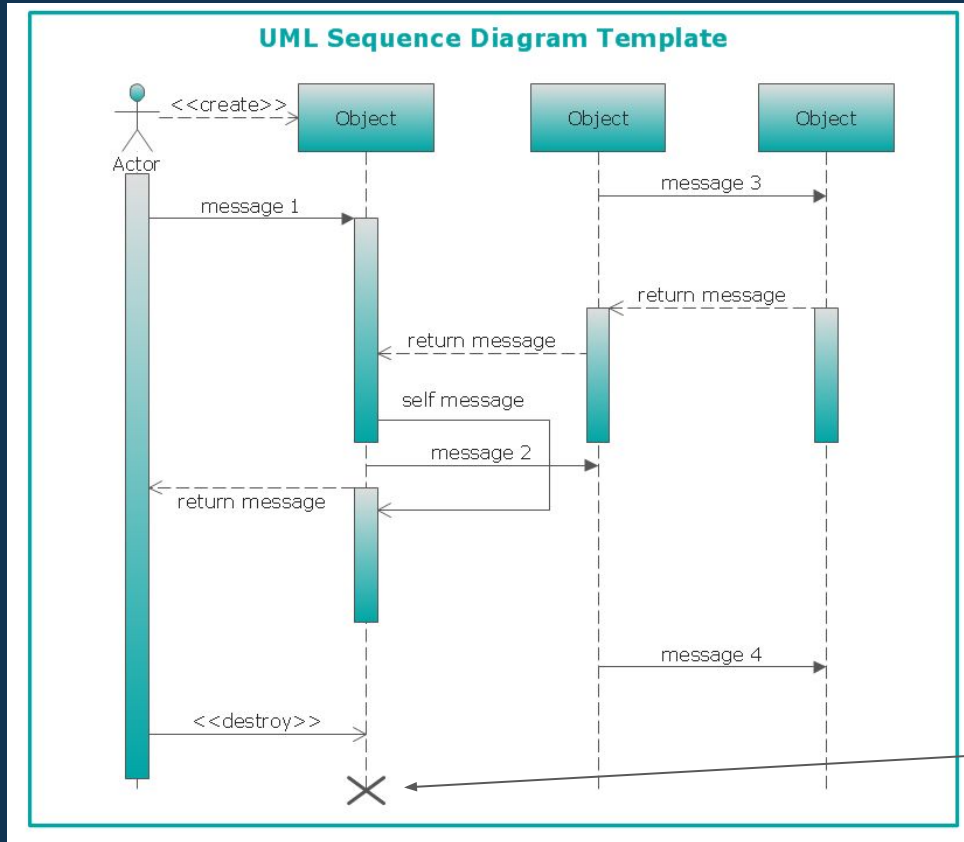 UML Sequence Diagram Template
<<create>>
Object
Object
Object
Actor
message 3
message 1
return message
return message
self message
message 2
return message
message 4
<<destroy>>